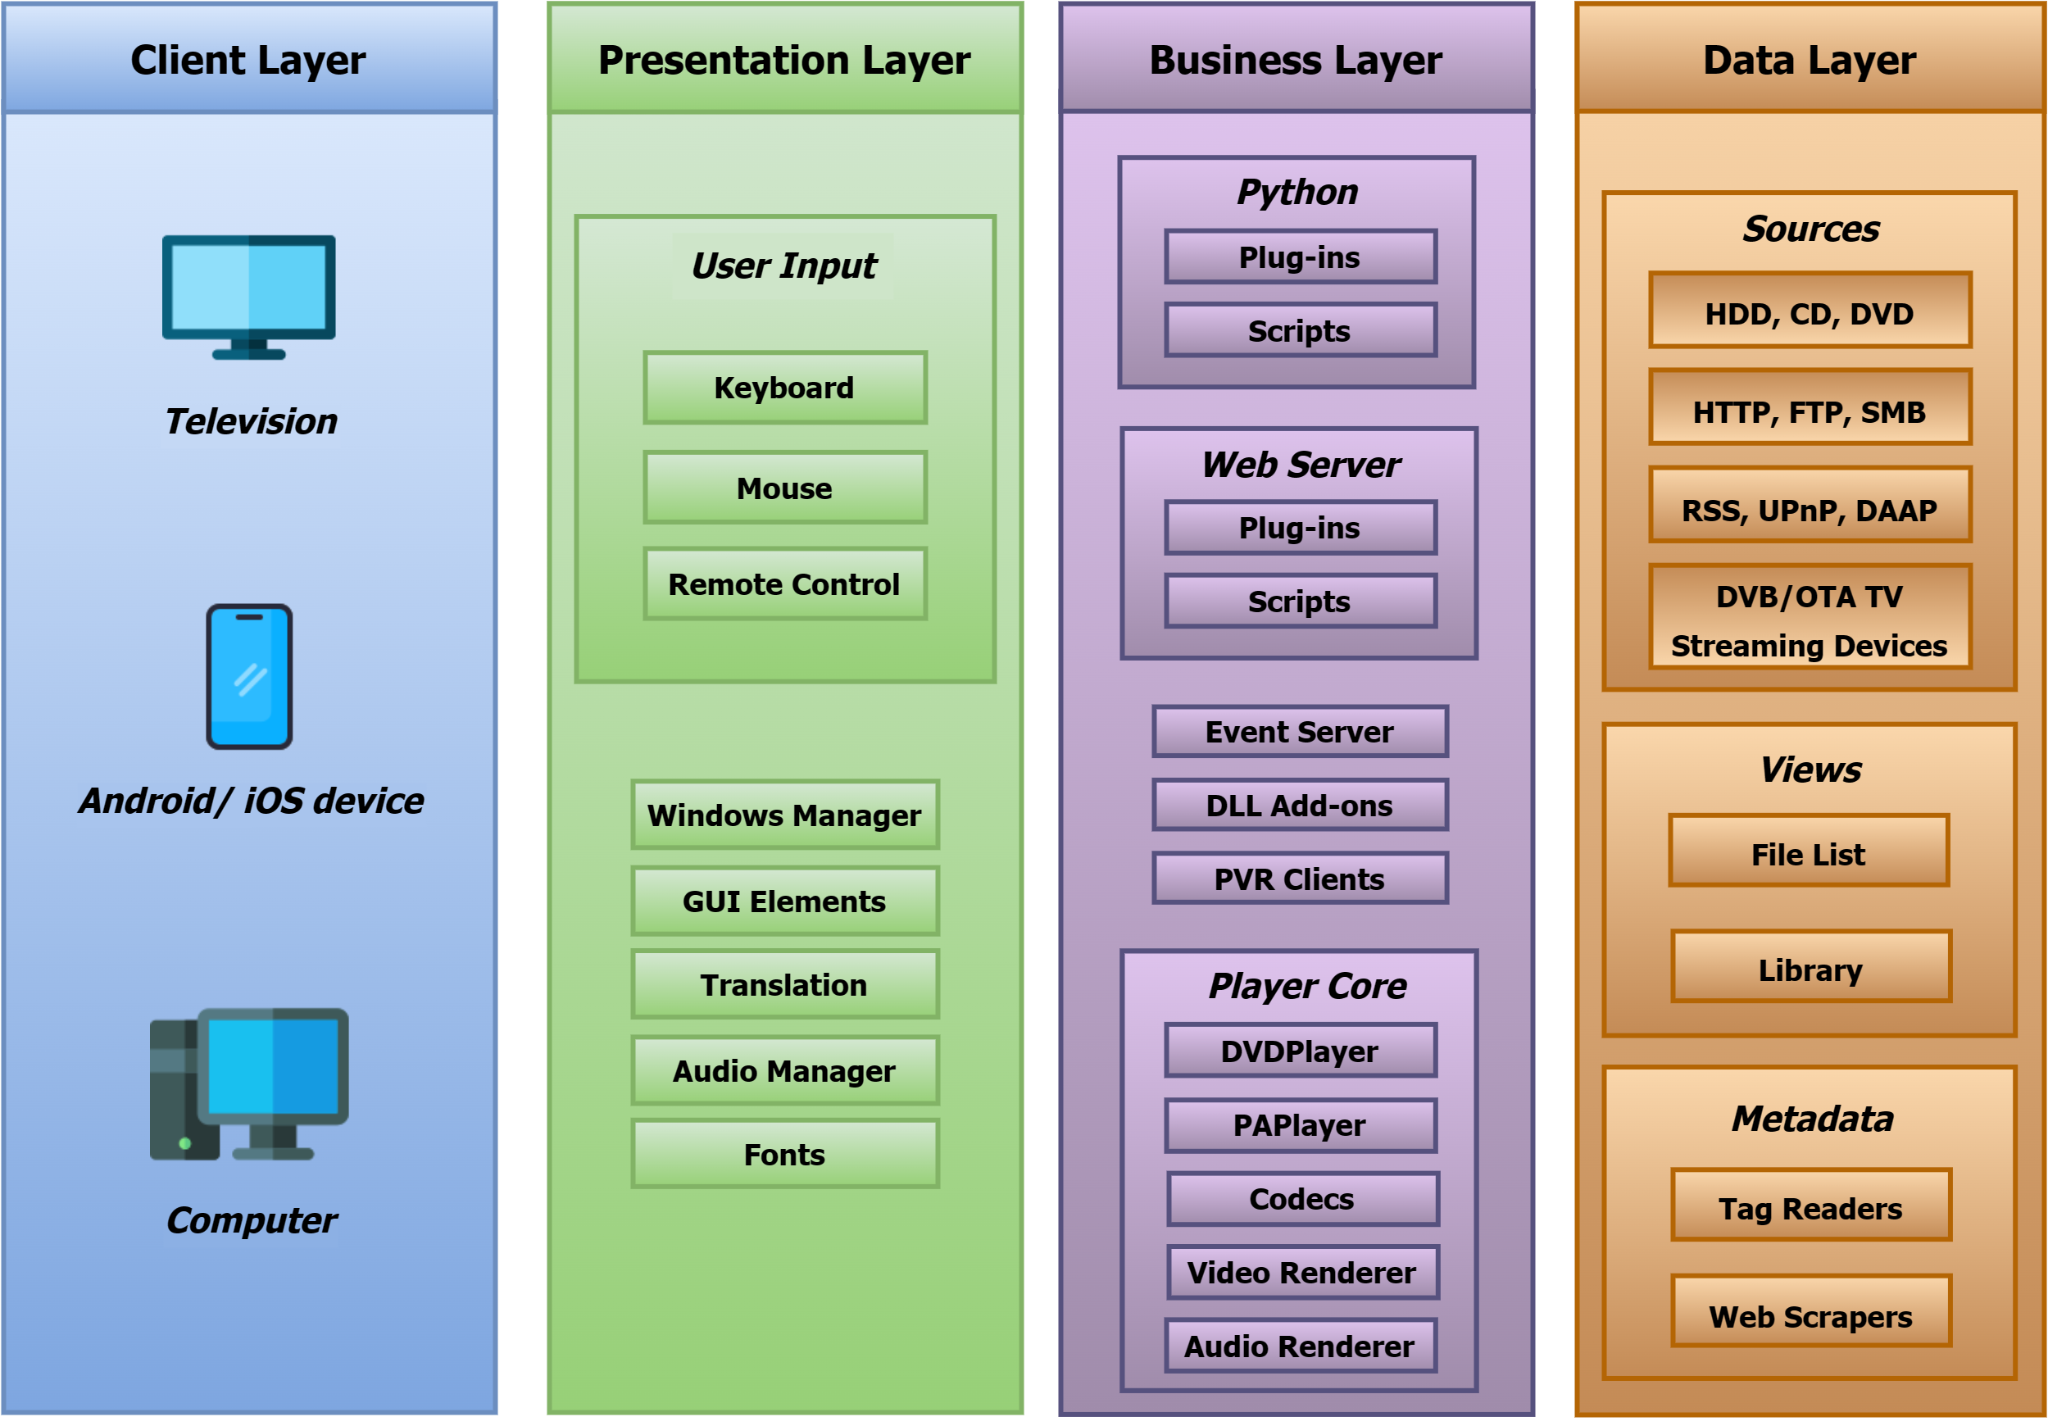 Client Layer
Television
Android/ iOS device
Computer
Presentation Layer
User Input
Keyboard
Mouse
Remote Control
Windows Manager
GUI Elements
Translation
Audio Manager
Fonts
Business Layer
Python
Plug-ins
Scripts
Web Server
Plug-ins
Scripts
Event Server
DLL Add-ons
PVR Clients
Player Core
DVDPlayer
PAPlayer
Codecs
Video Renderer
Audio Renderer
Data Layer
Sources
HDD, CD, DVD
HTTP, FTP, SMB
RSS, UPnP, DAAP
DVB/OTA TV
Streaming Devices
Views
File List
Library
Metadata
Tag Readers
Web Scrapers